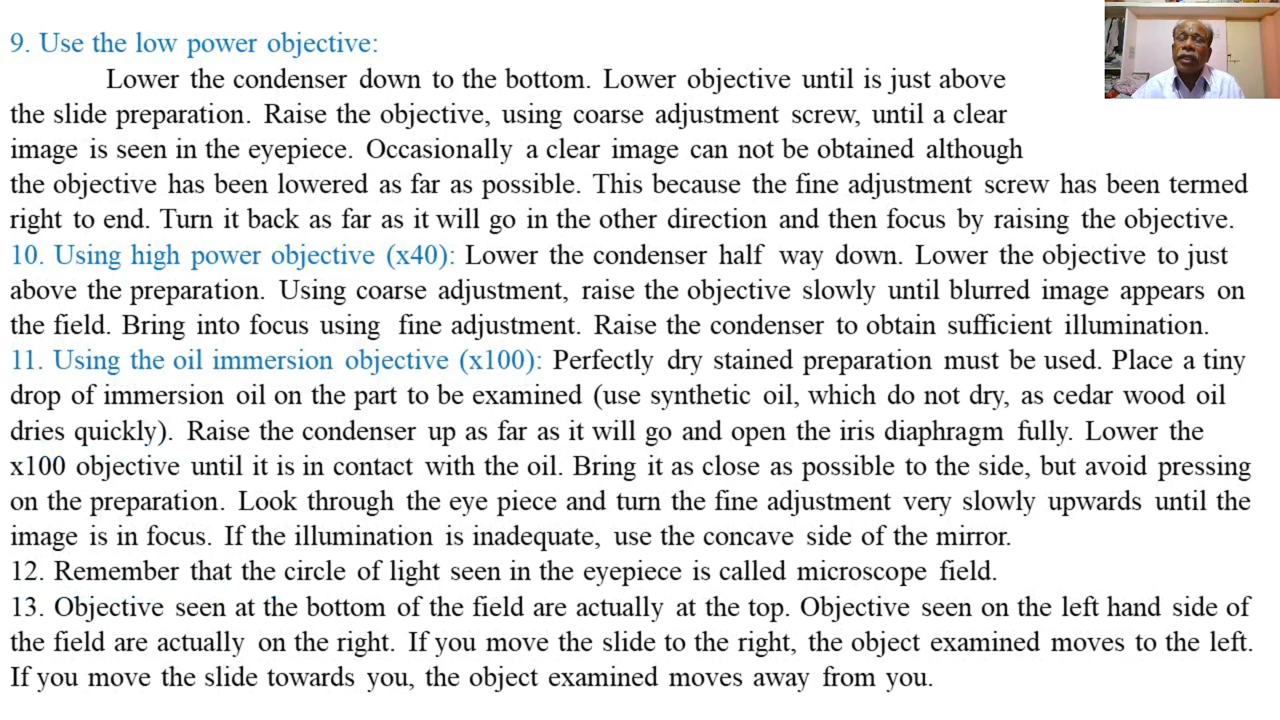 9. Use the low power objective:
Lower the condenser down to the bottom. Lower objective until is just above
the slide preparation. Raise the objective, using coarse adjustment screw, until a clear
image is seen in the eyepiece. Occasionally a clear image can not be obtained although
the objective has been lowered as far as possible. This because the fine adjustment screw has been termed
right to end. Turn it back as far as it will go in the other direction and then focus by raising the objective.
10. Using high power objective (x40): Lower the condenser half way down. Lower the objective to just
above the preparation. Using coarse adjustment, raise the objective slowly until blurred image appears on
the field. Bring into focus using fine adjustment. Raise the condenser to obtain sufficient illumination.
11. Using the oil immersion objective (x100): Perfectly dry stained preparation must be used. Place a tiny
drop of immersion oil on the part to be examined (use synthetic oil, which do not dry, as cedar wood oil
dries quickly). Raise the condenser up as far as it will go and open the iris diaphragm fully. Lower the
x100 objective until it is in contact with the oil. Bring it as close as possible to the side, but avoid pressing
on the preparation. Look through the eye piece and turn the fine adjustment very slowly upwards until the
image is in focus. If the illumination is inadequate, use the concave side of the mirror.
12. Remember that the circle of light seen in the eyepiece is called microscope field.
13. Objective seen at the bottom of the field are actually at the top. Objective seen on the left hand side of
the field are actually on the right. If you move the slide to the right, the object examined moves to the left.
If you move the slide towards you, the object examined moves away from you.